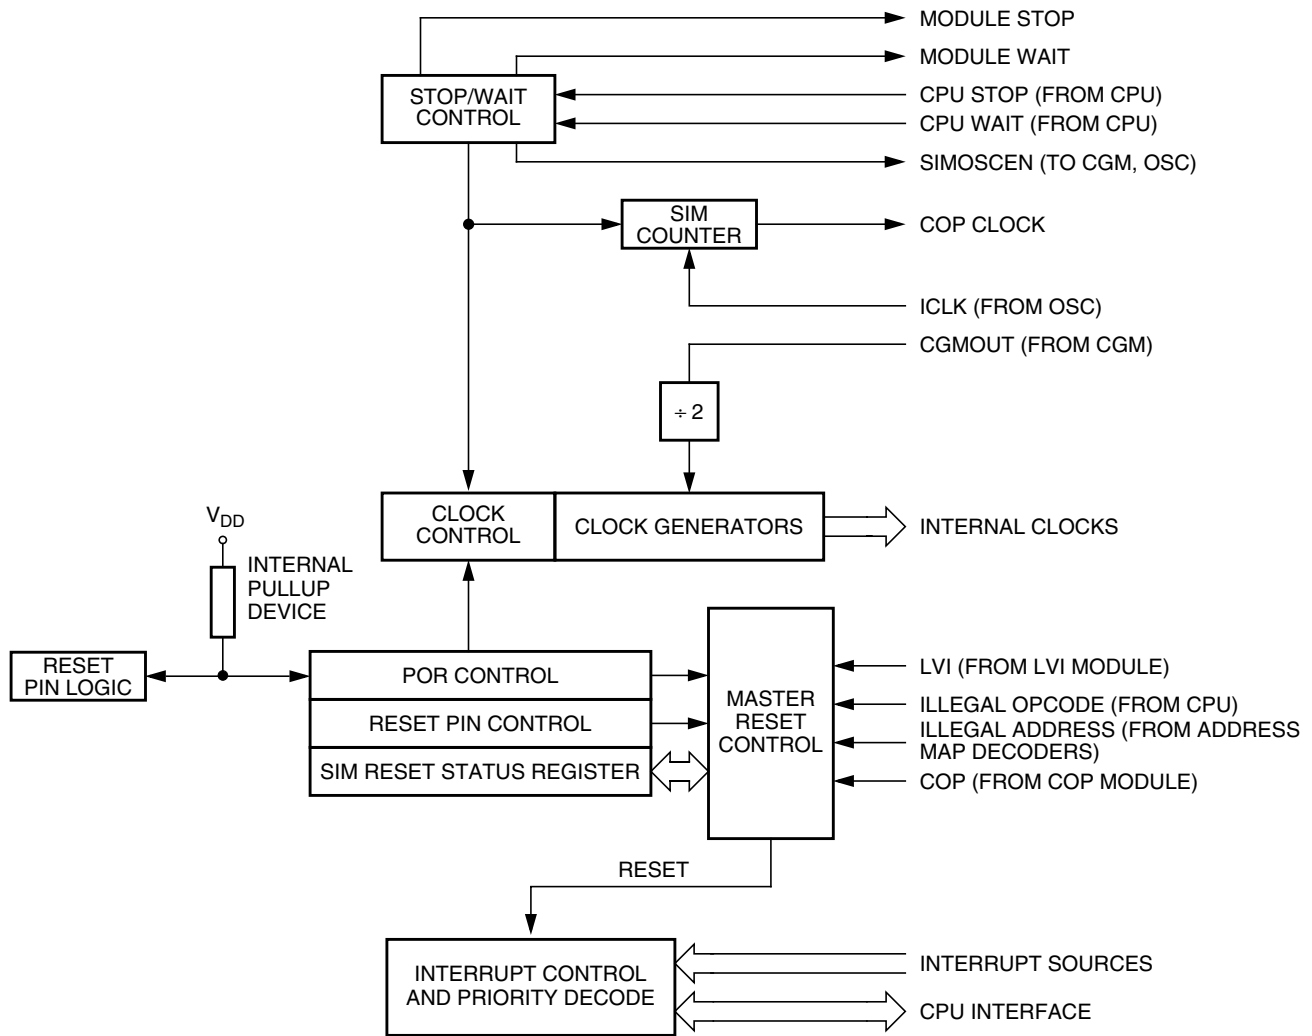 MODULE STOP
MODULE WAIT
STOP/WAIT
CONTROL
CPU STOP (FROM CPU)
CPU WAIT (FROM CPU)
SIMOSCEN (TO CGM, OSC)
SIM
COUNTER
COP CLOCK
ICLK (FROM OSC)
CGMOUT (FROM CGM)
÷ 2
CLOCK
CONTROL
CLOCK GENERATORS
INTERNAL CLOCKS
VDD
INTERNAL
PULLUP
DEVICE
RESET
PIN LOGIC
POR CONTROL
RESET PIN CONTROL
SIM RESET STATUS REGISTER
MASTER
RESET
CONTROL
LVI (FROM LVI MODULE)
ILLEGAL OPCODE (FROM CPU)
ILLEGAL ADDRESS (FROM ADDRESS
MAP DECODERS)
COP (FROM COP MODULE)
RESET
INTERRUPT CONTROL
AND PRIORITY DECODE
INTERRUPT SOURCES
CPU INTERFACE